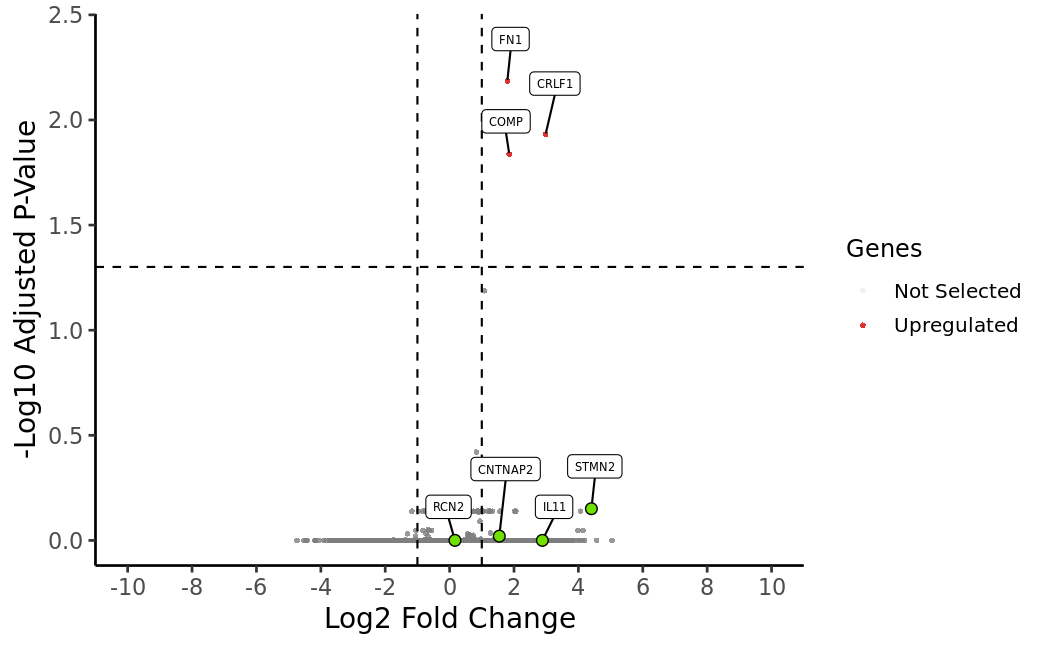 2.5
2.0
1.5
1.0
0.5
0.0
-Log10 Adjusted P-Value
FN1
CRLF1
COMP
CNTNAP2
STMN2
RCN2
IL11
-10
-8
-6
-4
-2
0
2
4
6
8
10
Log2 Fold Change
Genes
Not Selected
Upregulated